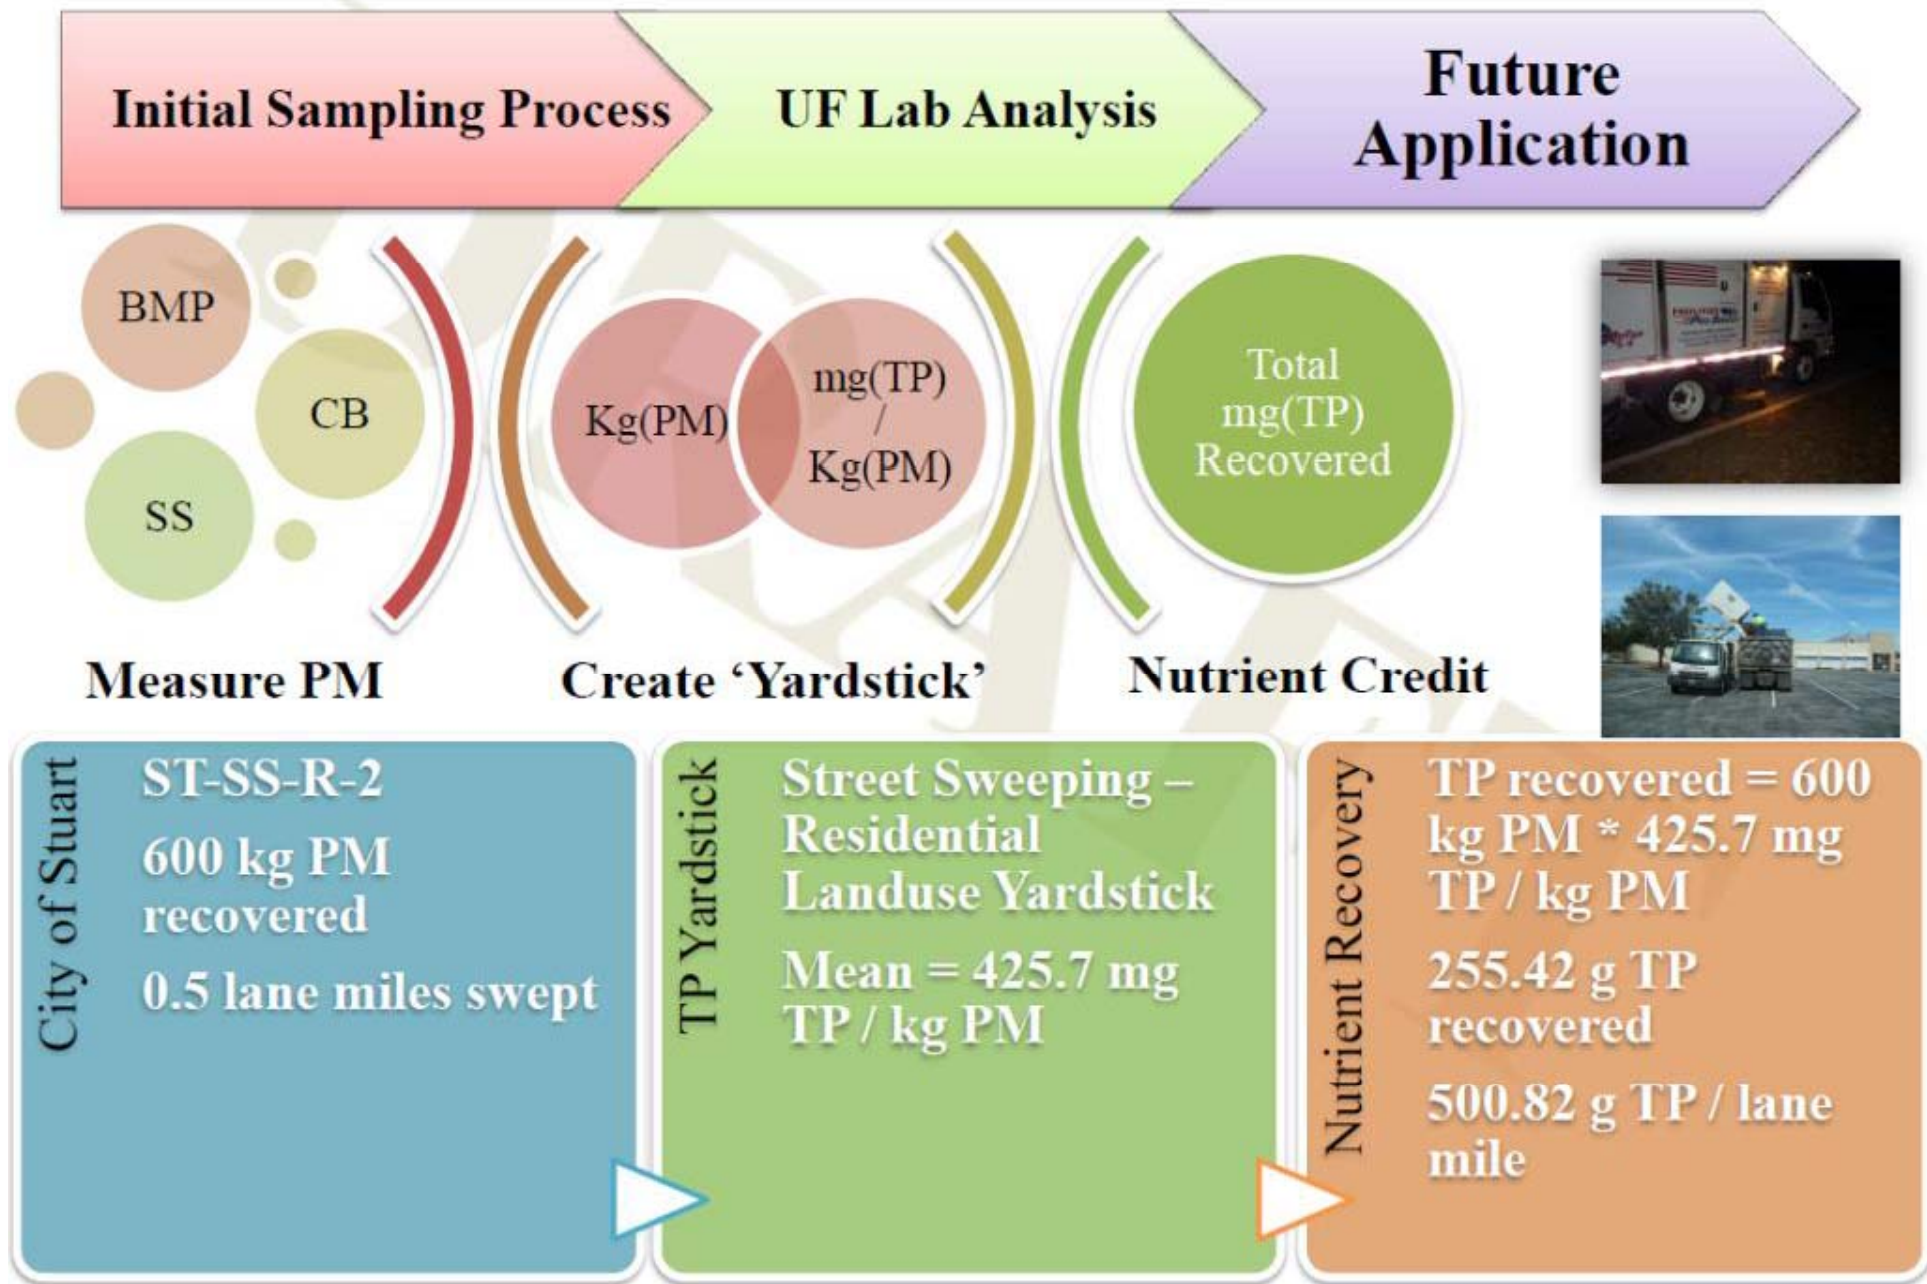 Initial Sampling Process
UF Lab Analysis
Future
Application
BMP
CB
SS
Kg(PM)
mg(TP)
/
Kg(PM)
Total
mg(TP)
Recovered
Measure PM
Create ‘Yardstick’
Nutrient Credit
City of Stuart
ST-SS-R-2
600 kg PM
recovered
0.5 lane miles swept
TP Yardstick
Street Sweeping –
Residential
Landuse Yardstick
Mean = 425.7 mg
TP / kg PM
Nutrient Recovery
TP recovered = 600
kg PM * 425.7 mg
TP / kg PM
255.42 g TP
recovered
500.82 g TP / lane
mile